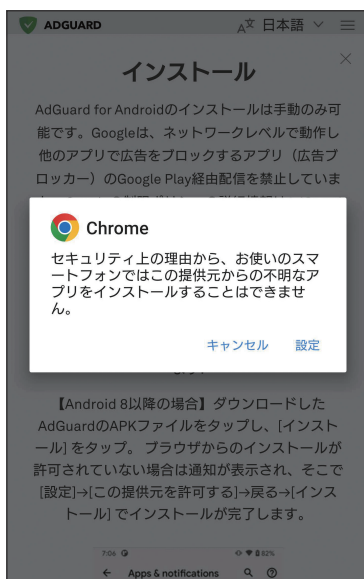 ADGUARD
A文 日本語
インストール
AdGuard for Androidのインストールは手動のみ可
能です。Googleは、ネットワークレベルで動作し
他のアプリで広告をブロックするアプリ（広告ブ
ロッカー）のGoogle Play経由配信を禁止していま
Chrome
セキュリティ上の理由から、お使いのスマ
ートフォンではこの提供元からの不明なア
プリをインストールすることはできませ
ん。
キャンセル 設定
【Android 8以降の場合】ダウンロードした
AdGuardのAPKファイルをタップし、[インスト
ール] をタップ。 ブラウザからのインストールが
許可されていない場合は通知が表示され、そこで
[設定]→[この提供元を許可する]→戻る→[インス
トール] でインストールが完了します。
7:06 82%
Apps & notifications